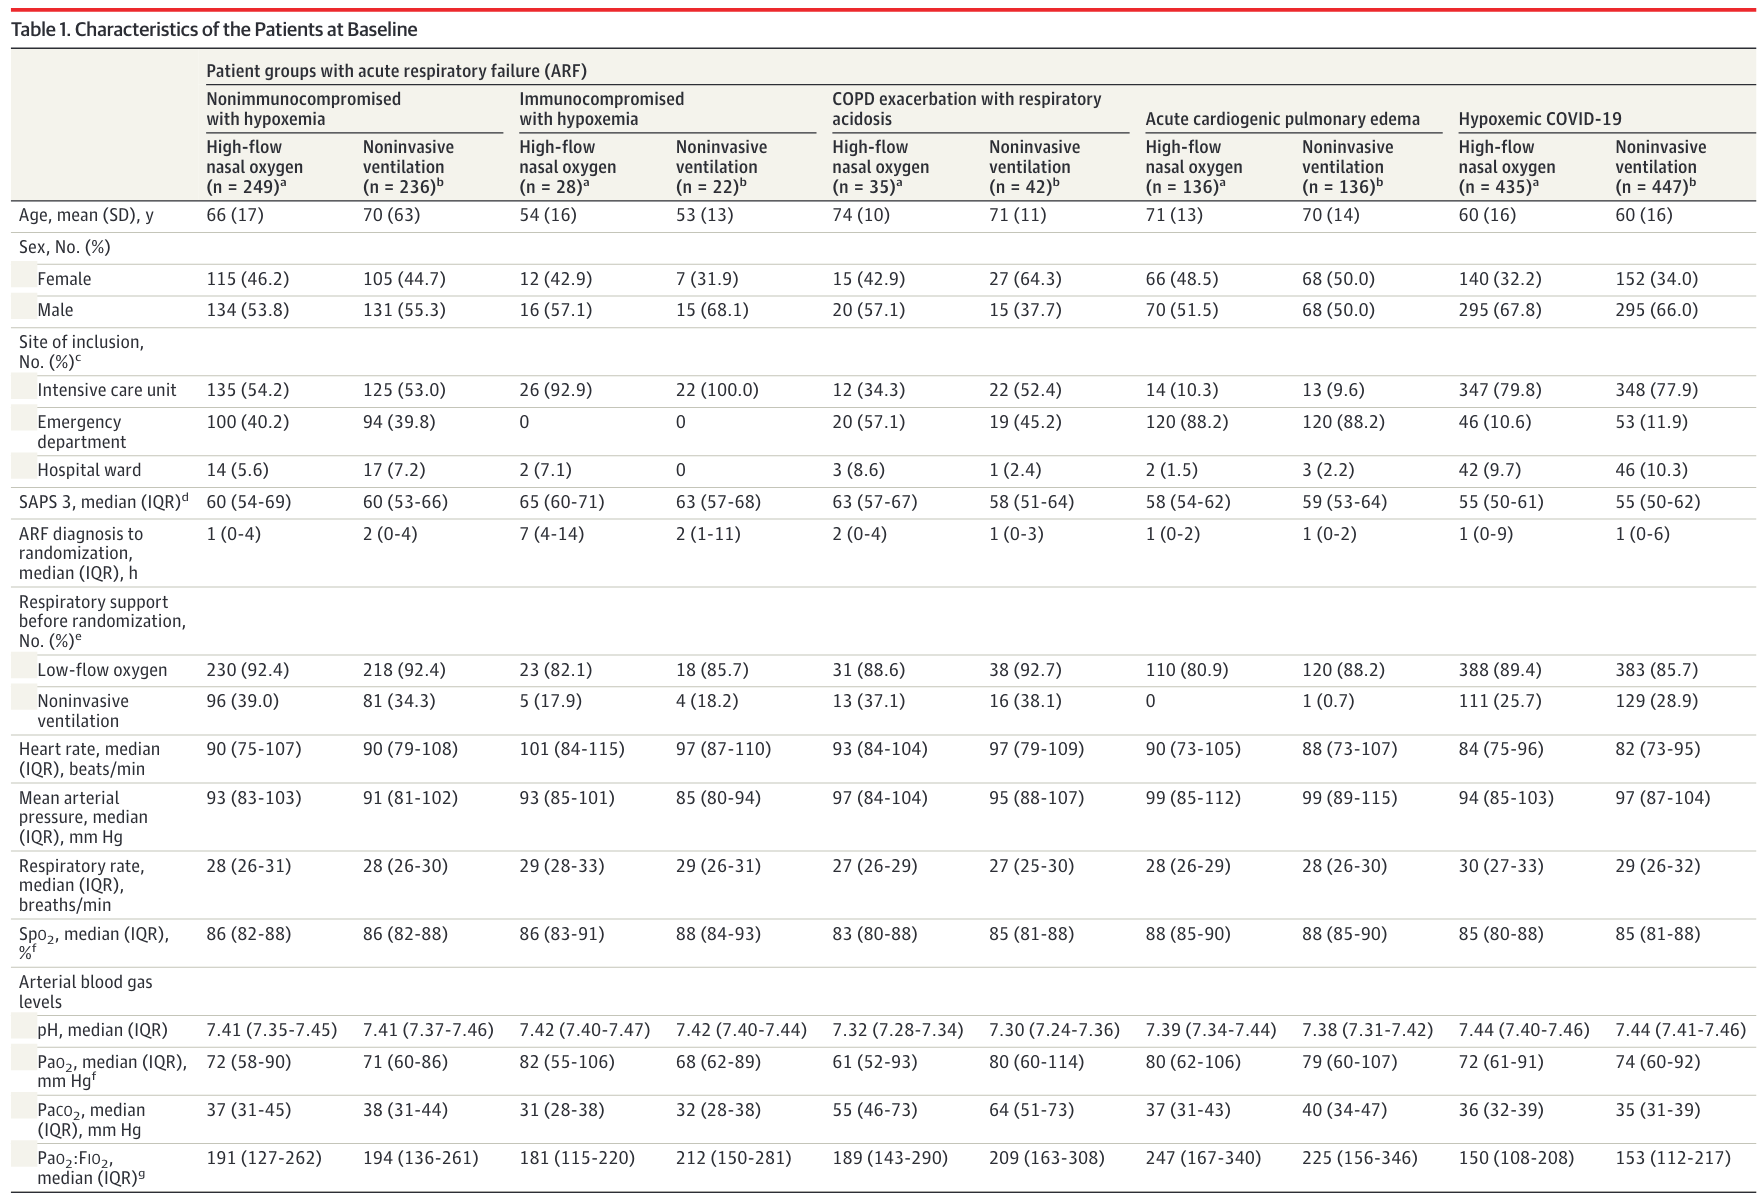 Table 1. Characteristics of the Patients at Baseline
Patient groups with acute respiratory failure (ARF)
Nonimmunocompromised with hypoxemia | Immunocompromised with hypoxemia | COPD exacerbation with respiratory acidosis | Acute cardiogenic pulmonary edema | Hypoxemic COVID-19
High-flow nasal oxygen (n = 249)a | Noninvasive ventilation (n = 236)b | High-flow nasal oxygen (n = 28)a | Noninvasive ventilation (n = 22)b | High-flow nasal oxygen (n = 35)a | Noninvasive ventilation (n = 42)b | High-flow nasal oxygen (n = 136)a | Noninvasive ventilation (n = 136)b | High-flow nasal oxygen (n = 435)a | Noninvasive ventilation (n = 447)b
Age, mean (SD), y | 66 (17) | 70 (63) | 54 (16) | 53 (13) | 74 (10) | 71 (11) | 71 (13) | 70 (14) | 60 (16) | 60 (16)
Sex, No. (%)
Female | 115 (46.2) | 105 (44.7) | 12 (42.9) | 7 (31.9) | 15 (42.9) | 27 (64.3) | 66 (48.5) | 68 (50.0) | 140 (32.2) | 152 (34.0)
Male | 134 (53.8) | 131 (55.3) | 16 (57.1) | 15 (68.1) | 20 (57.1) | 15 (37.7) | 70 (51.5) | 68 (50.0) | 295 (67.8) | 295 (66.0)
Site of inclusion, No. (%)c
Intensive care unit | 135 (54.2) | 125 (53.0) | 26 (92.9) | 22 (100.0) | 12 (34.3) | 22 (52.4) | 14 (10.3) | 13 (9.6) | 347 (79.8) | 348 (77.9)
Emergency department | 100 (40.2) | 94 (39.8) | 0 | 0 | 20 (57.1) | 19 (45.2) | 120 (88.2) | 120 (88.2) | 46 (10.6) | 53 (11.9)
Hospital ward | 14 (5.6) | 17 (7.2) | 2 (7.1) | 0 | 3 (8.6) | 1 (2.4) | 2 (1.5) | 3 (2.2) | 42 (9.7) | 46 (10.3)
SAPS 3, median (IQR)d | 60 (54-69) | 60 (53-66) | 65 (60-71) | 63 (57-68) | 63 (57-67) | 58 (51-64) | 58 (54-62) | 59 (53-64) | 55 (50-61) | 55 (50-62)
ARF diagnosis to randomization, median (IQR), h | 1 (0-4) | 2 (0-4) | 7 (4-14) | 2 (1-11) | 2 (0-4) | 1 (0-3) | 1 (0-2) | 1 (0-2) | 1 (0-9) | 1 (0-6)
Respiratory support before randomization, No. (%)e
Low-flow oxygen | 230 (92.4) | 218 (92.4) | 23 (82.1) | 18 (85.7) | 31 (88.6) | 38 (92.7) | 110 (80.9) | 120 (88.2) | 388 (89.4) | 383 (85.7)
Noninvasive ventilation | 96 (39.0) | 81 (34.3) | 5 (17.9) | 4 (18.2) | 13 (37.1) | 16 (38.1) | 0 | 1 (0.7) | 111 (25.7) | 129 (28.9)
Heart rate, median (IQR), beats/min | 90 (75-107) | 90 (79-108) | 101 (84-115) | 97 (87-110) | 93 (84-104) | 97 (79-109) | 90 (73-105) | 88 (73-107) | 84 (75-96) | 82 (73-95)
Mean arterial pressure, median (IQR), mm Hg | 93 (83-103) | 91 (81-102) | 93 (85-101) | 85 (80-94) | 97 (84-104) | 95 (88-107) | 99 (85-112) | 99 (89-115) | 94 (85-103) | 97 (87-104)
Respiratory rate, median (IQR), breaths/min | 28 (26-31) | 28 (26-30) | 29 (28-33) | 29 (26-31) | 27 (26-29) | 27 (25-30) | 28 (26-29) | 28 (26-30) | 30 (27-33) | 29 (26-32)
SpO2, median (IQR), %f | 86 (82-88) | 86 (82-88) | 86 (83-91) | 88 (84-93) | 83 (80-88) | 85 (81-88) | 88 (85-90) | 88 (85-90) | 85 (80-88) | 85 (81-88)
Arterial blood gas levels
pH, median (IQR) | 7.41 (7.35-7.45) | 7.41 (7.37-7.46) | 7.42 (7.40-7.47) | 7.42 (7.40-7.44) | 7.32 (7.28-7.34) | 7.30 (7.24-7.36) | 7.39 (7.34-7.44) | 7.38 (7.31-7.42) | 7.44 (7.40-7.46) | 7.44 (7.41-7.46)
PaO2, median (IQR), mm Hgf | 72 (58-90) | 71 (60-86) | 82 (55-106) | 68 (62-89) | 61 (52-93) | 80 (60-114) | 80 (62-106) | 79 (60-107) | 72 (61-91) | 74 (60-92)
PaCO2, median (IQR), mm Hg | 37 (31-45) | 38 (31-44) | 31 (28-38) | 32 (28-38) | 55 (46-73) | 64 (51-73) | 37 (31-43) | 40 (34-47) | 36 (32-39) | 35 (31-39)
PaO2:FIO2, median (IQR)g | 191 (127-262) | 194 (136-261) | 181 (115-220) | 212 (150-281) | 189 (143-290) | 209 (163-308) | 247 (167-340) | 225 (156-346) | 150 (108-208) | 153 (112-217)